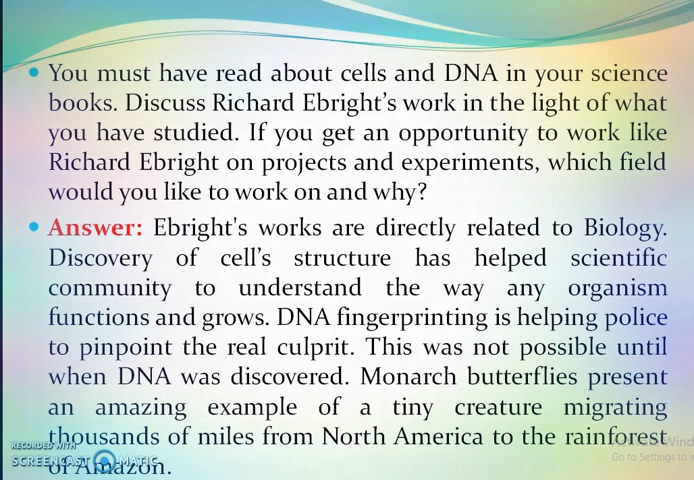 You must have read about cells and DNA in your science
books. Discuss Richard Ebright's work in the light of what
you have studied. If you get an opportunity to work like
Richard Ebright on projects and experiments, which field
would you like to work on and why?
Answer: Ebright's works are directly related to Biology.
Discovery of cell's structure has helped scientific
community to understand the way any organism
functions and grows. DNA fingerprinting is helping police
to pinpoint the real culprit. This was not possible until
when DNA was discovered. Monarch butterflies present
an amazing example of a tiny creature migrating
thousands of miles from North America to the rainforest
of Amazon.
RECORDED WITH
SCREENCAST MATIC
Activate Wind
Go to Settings to